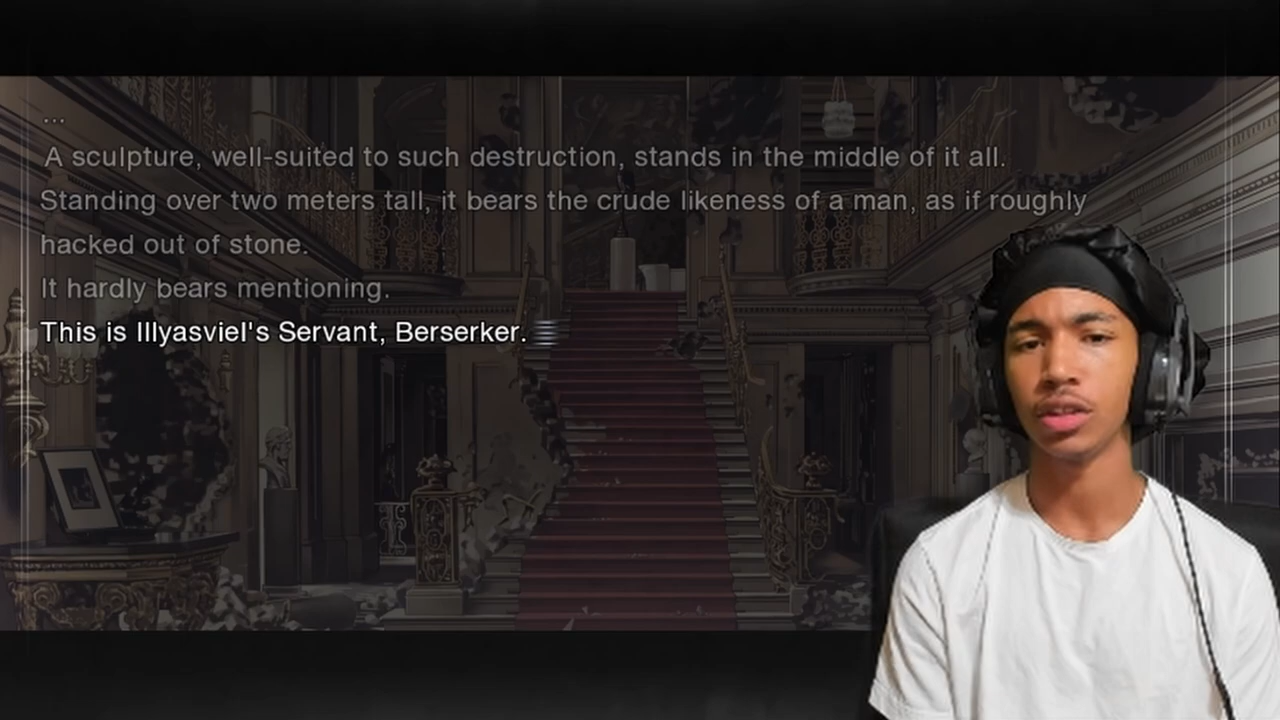 ...
A sculpture, well-suited to such destruction, stands in the middle of it all.
Standing over two meters tall, it bears the crude likeness of a man, as if roughly
hacked out of stone.
It hardly bears mentioning.
This is Illyasviel's Servant, Berserker.